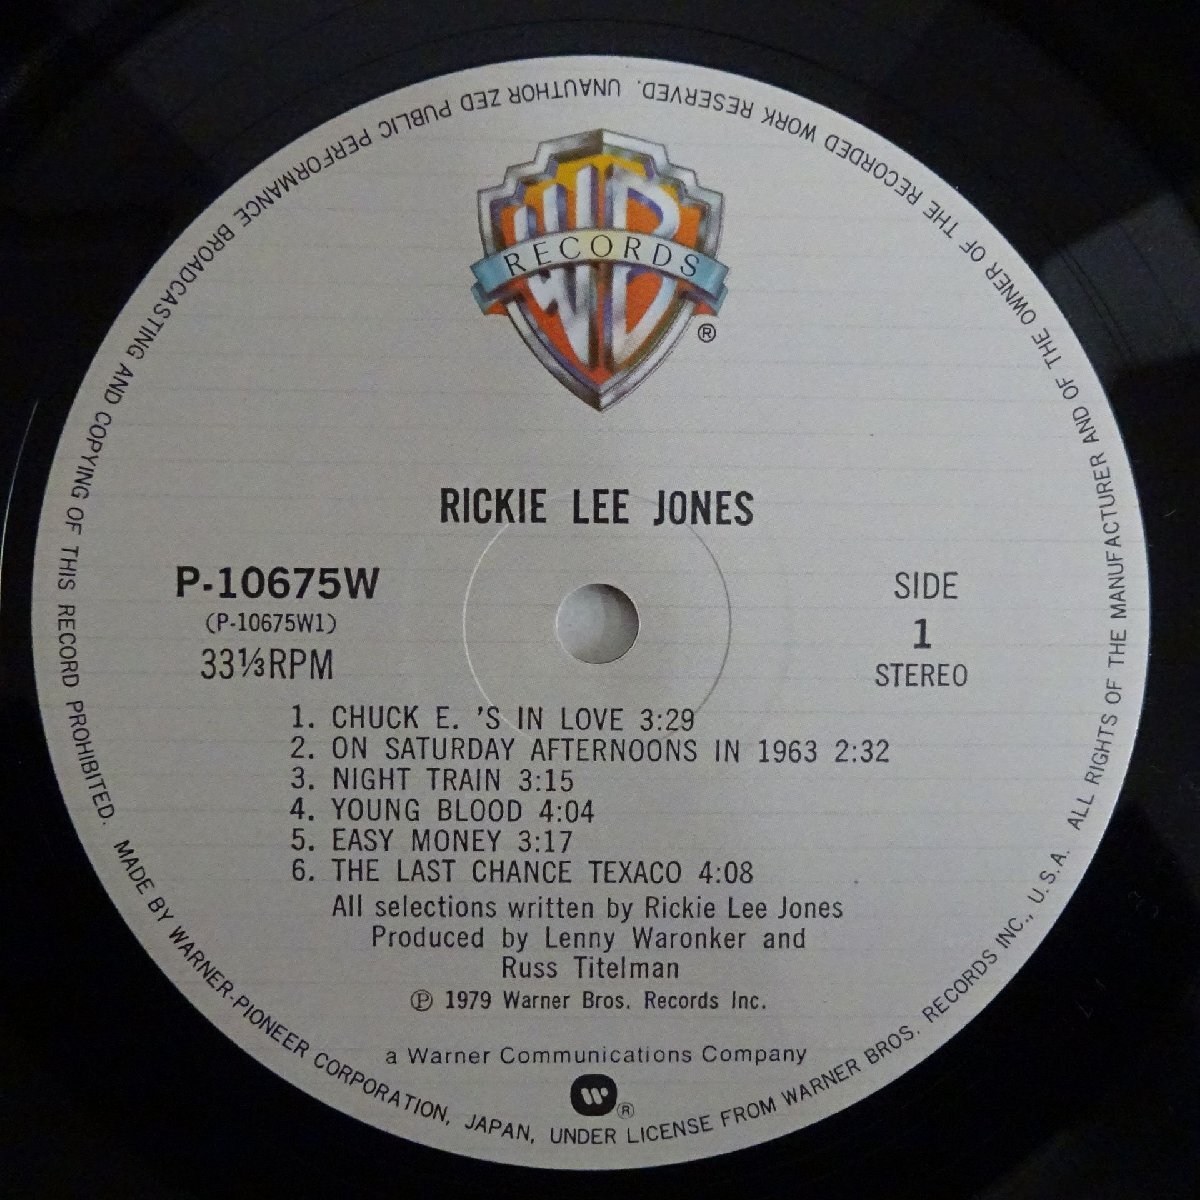 WB
RECORDS
®
RICKIE LEE JONES
P-10675W
(P-10675W1)
33⅓RPM
SIDE
1
STEREO
1. CHUCK E. 'S IN LOVE 3:29
2. ON SATURDAY AFTERNOONS IN 1963 2:32
3. NIGHT TRAIN 3:15
4. YOUNG BLOOD 4:04
5. EASY MONEY 3:17
6. THE LAST CHANCE TEXACO 4:08
All selections written by Rickie Lee Jones
Produced by Lenny Waronker and
Russ Titelman
Ⓟ 1979 Warner Bros. Records Inc.
a Warner Communications Company
®
MADE BY WARNER-PIONEER CORPORATION, JAPAN, UNDER LICENSE FROM WARNER BROS. RECORDS INC., U.S.A. ALL RIGHTS OF THE MANUFACTURER AND OF THE OWNER OF THE RECORDED WORK RESERVED. UNAUTHOR ZED PUBLIC PERFORMANCE BROADCASTING AND COPYING OF THIS RECORD PROHIBITED.